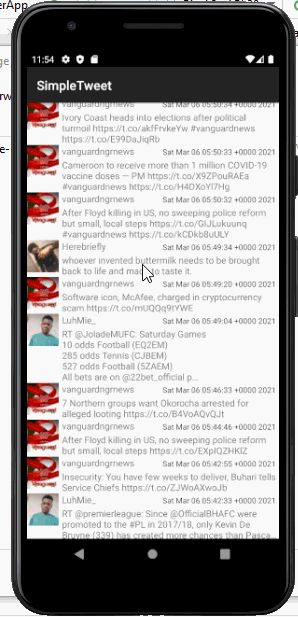 11:54
SimpleTweet
vanguardngrnews Sat Mar 06 05:50:34 +0000 2021
Ivory Coast heads into elections after political
turmoil https://t.co/akfFrvkeYw #vanguardnews
https://t.co/E99DaJiqRb
vanguardngrnews Sat Mar 06 05:50:33 +0000 2021
Cameroon to receive more than 1 million COVID-19
vaccine doses — PM https://t.co/X9ZPouRAEa
#vanguardnews https://t.co/H4DXoYl7Hg
vanguardngrnews Sat Mar 06 05:50:32 +0000 2021
After Floyd killing in US, no sweeping police reform
but small, local steps https://t.co/GIJLukuunq
#vanguardnews https://t.co/kCDkb8uULY
Herebriefly Sat Mar 06 05:49:34 +0000 2021
whoever invented buttermilk needs to be brought
back to life and made to taste it.
vanguardngrnews Sat Mar 06 05:49:20 +0000 2021
Software icon, McAfee, charged in cryptocurrency
scam https://t.co/mUQQq9tYWE
LuhMie_ Sat Mar 06 05:49:04 +0000 2021
RT @JoladeMUFC: Saturday Games
10 odds Football (EQ2EM)
285 odds Tennis (CJBEM)
527 odds Football (5ZAEM)
All bets are on @22bet_official p...
vanguardngrnews Sat Mar 06 05:46:33 +0000 2021
7 Northern groups want Okorocha arrested for
alleged looting https://t.co/B4VoAQvQJt
vanguardngrnews Sat Mar 06 05:44:46 +0000 2021
After Floyd killing in US, no sweeping police reform
but small, local steps https://t.co/EXpIQZHKIZ
vanguardngrnews Sat Mar 06 05:42:55 +0000 2021
Insecurity: You have few weeks to deliver, Buhari tells
Service Chiefs https://t.co/ZJWoAXwoJb
LuhMie_ Sat Mar 06 05:42:33 +0000 2021
RT @premierleague: Since @OfficialBHAFC were
promoted to the #PL in 2017/18, only Kevin De
Bruyne (339) has created more chances than Pasca